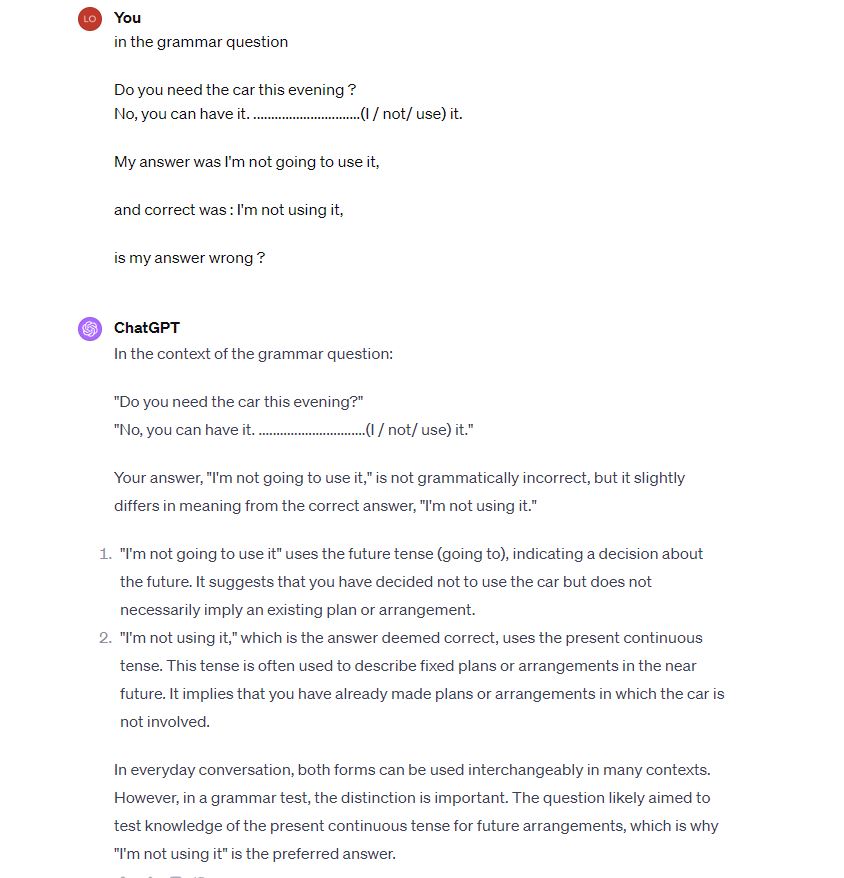 LO
You
in the grammar question
Do you need the car this evening ?
No, you can have it. ..............................(I / not/ use) it.
My answer was I'm not going to use it,
and correct was : I'm not using it,
is my answer wrong ?
ChatGPT
In the context of the grammar question:
"Do you need the car this evening?"
"No, you can have it. ..............................(I / not/ use) it."
Your answer, "I'm not going to use it," is not grammatically incorrect, but it slightly
differs in meaning from the correct answer, "I'm not using it."
1. "I'm not going to use it" uses the future tense (going to), indicating a decision about
the future. It suggests that you have decided not to use the car but does not
necessarily imply an existing plan or arrangement.
2. "I'm not using it," which is the answer deemed correct, uses the present continuous
tense. This tense is often used to describe fixed plans or arrangements in the near
future. It implies that you have already made plans or arrangements in which the car is
not involved.
In everyday conversation, both forms can be used interchangeably in many contexts.
However, in a grammar test, the distinction is important. The question likely aimed to
test knowledge of the present continuous tense for future arrangements, which is why
"I'm not using it" is the preferred answer.